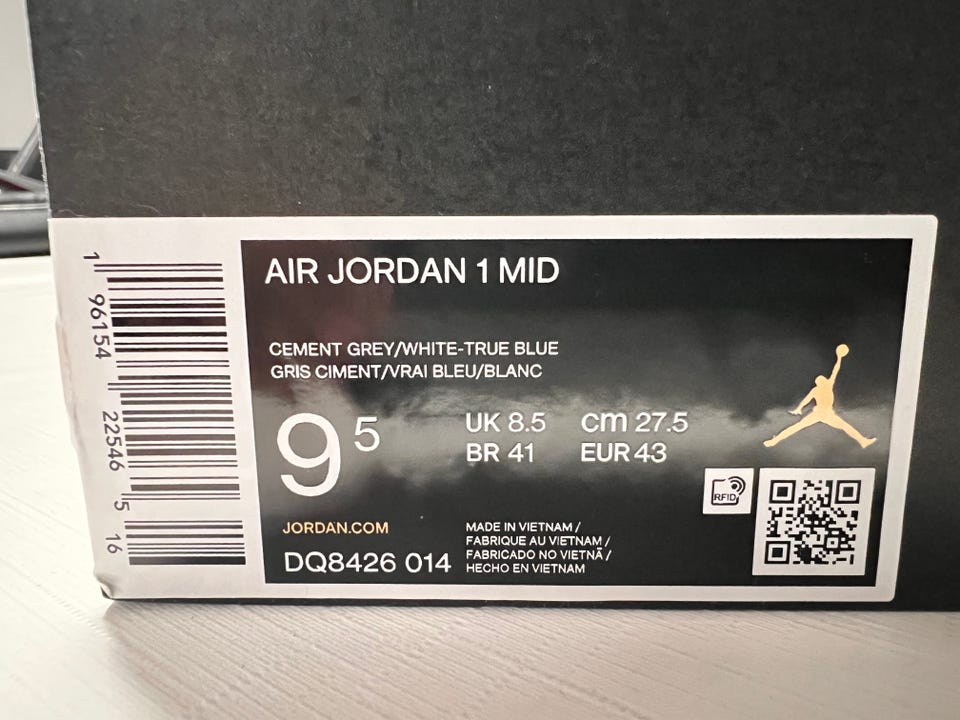 AIR JORDAN 1 MID
CEMENT GREY/WHITE-TRUE BLUE
GRIS CIMENT/VRAI BLEU/BLANC
9 5
UK 8.5 cm 27.5
BR 41 EUR 43
RFID
JORDAN.COM
DQ8426 014
MADE IN VIETNAM /
FABRIQUE AU VIETNAM /
FABRICADO NO VIETNÃ /
HECHO EN VIETNAM
1 96154 22546 5 16